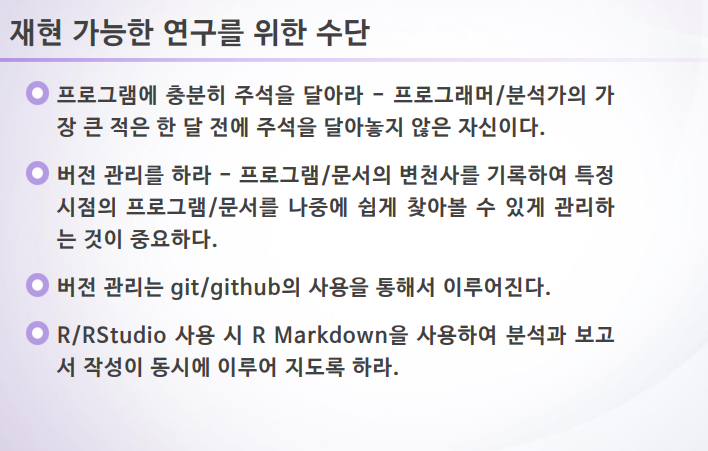 재현 가능한 연구를 위한 수단
프로그램에 충분히 주석을 달아라 - 프로그래머/분석가의 가
장 큰 적은 한 달 전에 주석을 달아놓지 않은 자신이다.
버전 관리를 하라 - 프로그램/문서의 변천사를 기록하여 특정
시점의 프로그램/문서를 나중에 쉽게 찾아볼 수 있게 관리하
는 것이 중요하다.
버전 관리는 git/github의 사용을 통해서 이루어진다.
R/RStudio 사용 시 R Markdown을 사용하여 분석과 보고
서 작성이 동시에 이루어 지도록 하라.